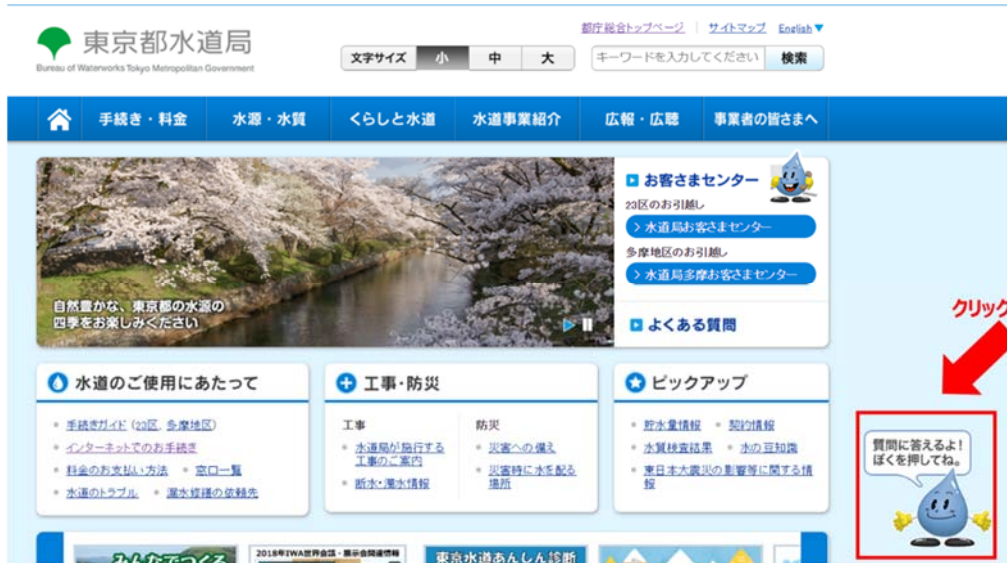 都庁総合トップページ
サイトマップ
English▼
東京都水道局
Bureau of Waterworks Tokyo Metropolitan Government
文字サイズ 小 中 大
キーワードを入力してください 検索
手続き・料金 水源・水質 くらしと水道 水道事業紹介 広報・広聴 事業者の皆さまへ
自然豊かな、東京都の水源の
四季をお楽しみください
お客さまセンター
23区のお引越し
> 水道局お客さまセンター
多摩地区のお引越し
> 水道局多摩お客さまセンター
よくある質問
クリック
水道のご使用にあたって
手続きガイド (23区、多摩地区)
インターネットでのお手続き
料金のお支払い方法 窓口一覧
水道のトラブル 漏水修繕の依頼先
工事・防災
工事
水道局が施行する
工事のご案内
断水・濁水情報
防災
災害への備え
災害時に水を配る
場所
ピックアップ
貯水量情報 契約情報
水質検査結果 水の豆知識
東日本大震災の影響等に関する情
報
質問に答えるよ!
ぼくを押してね。
みんなでつくる
2018年IWA世界会議・展示会関連情報
東京水道あんしん診断